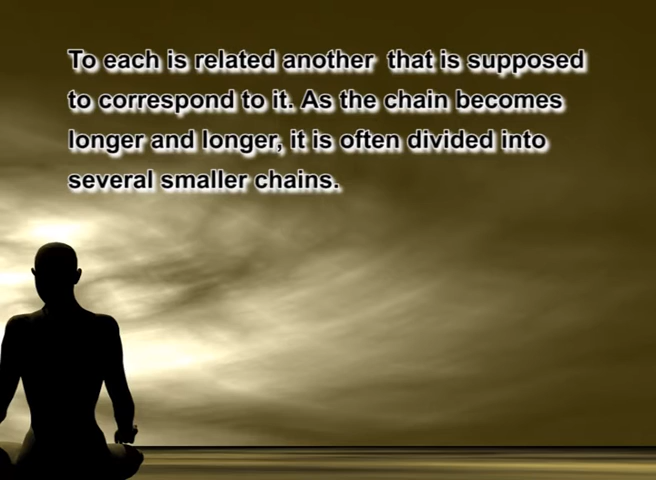 To each is related another  that is supposed
to correspond to it. As the chain becomes
longer and longer, it is often divided into
several smaller chains.